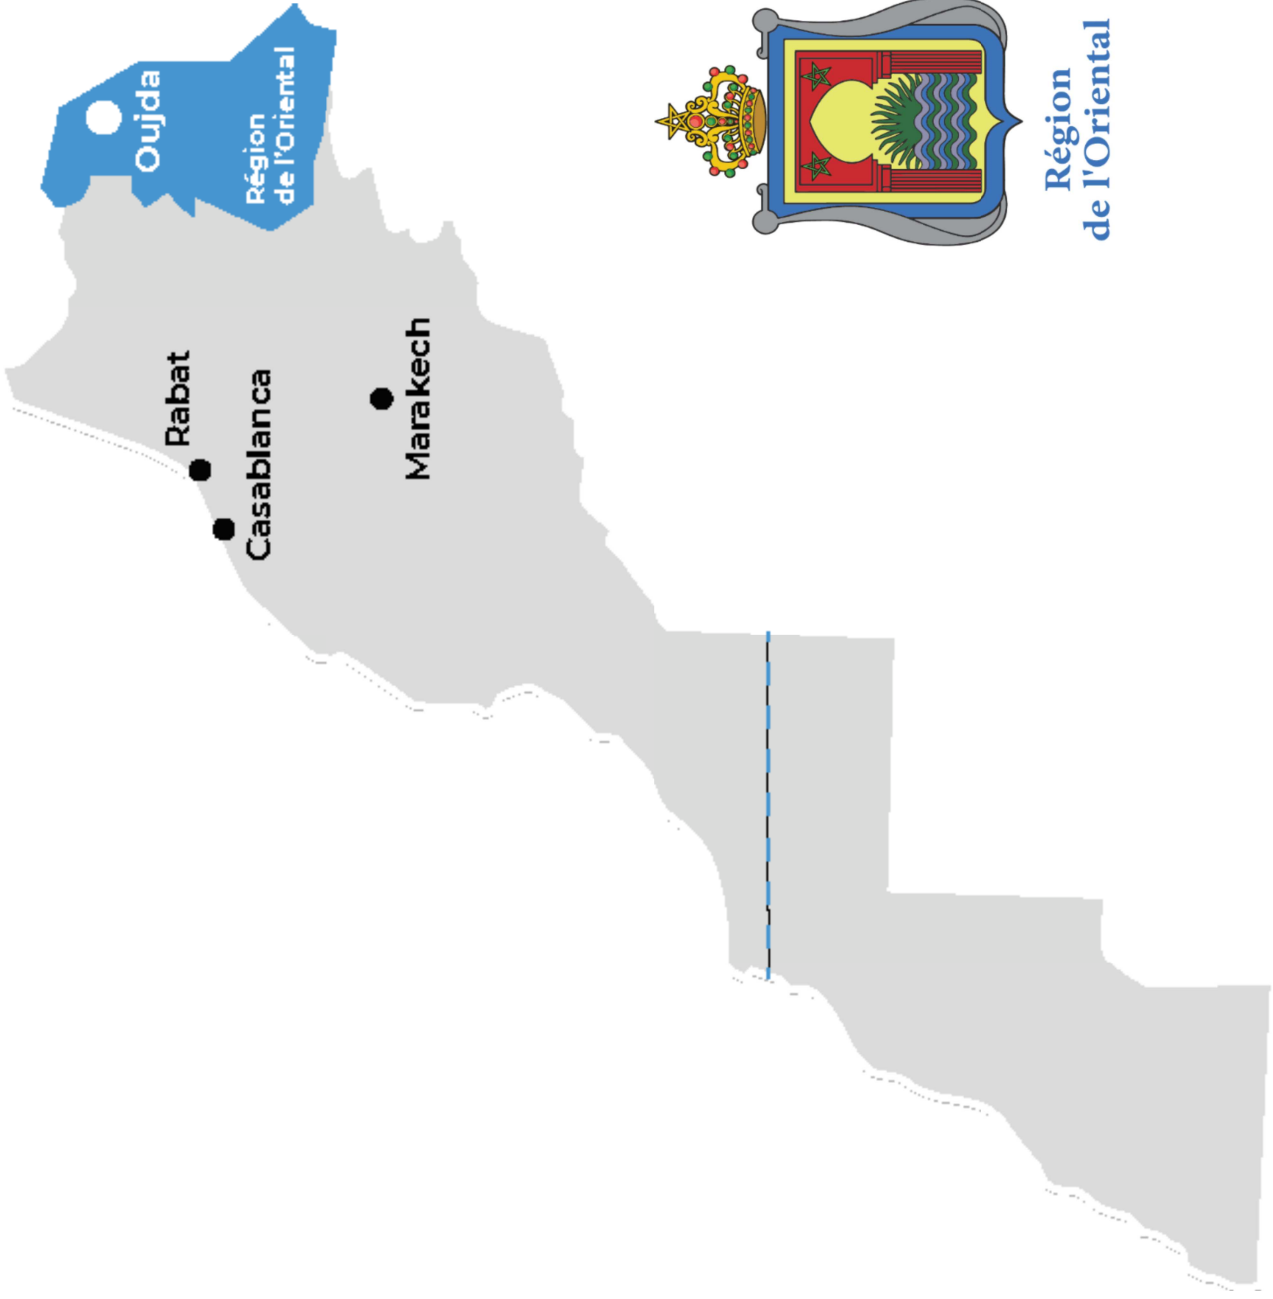 Oujda
Région
de l'Oriental
Rabat
Casablanca
Marakech
Région
de l'Oriental